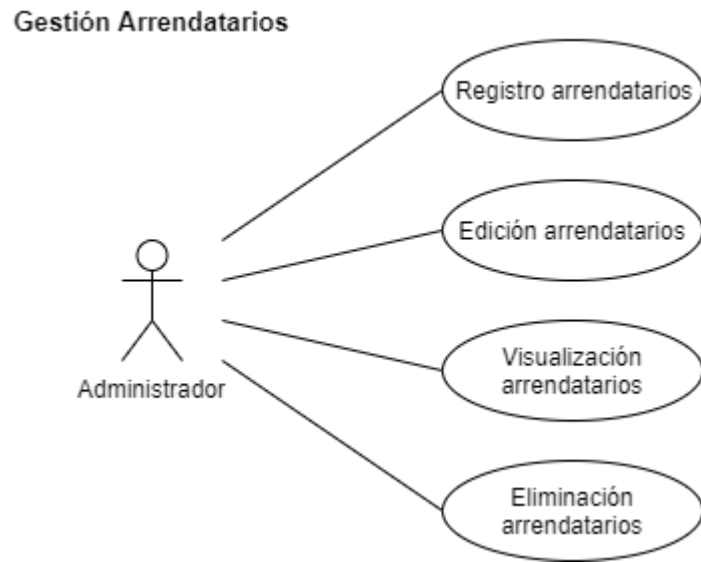 Gestión Arrendatarios
Registro arrendatarios
Edición arrendatarios
Visualización
arrendatarios
Administrador
Eliminación
arrendatarios